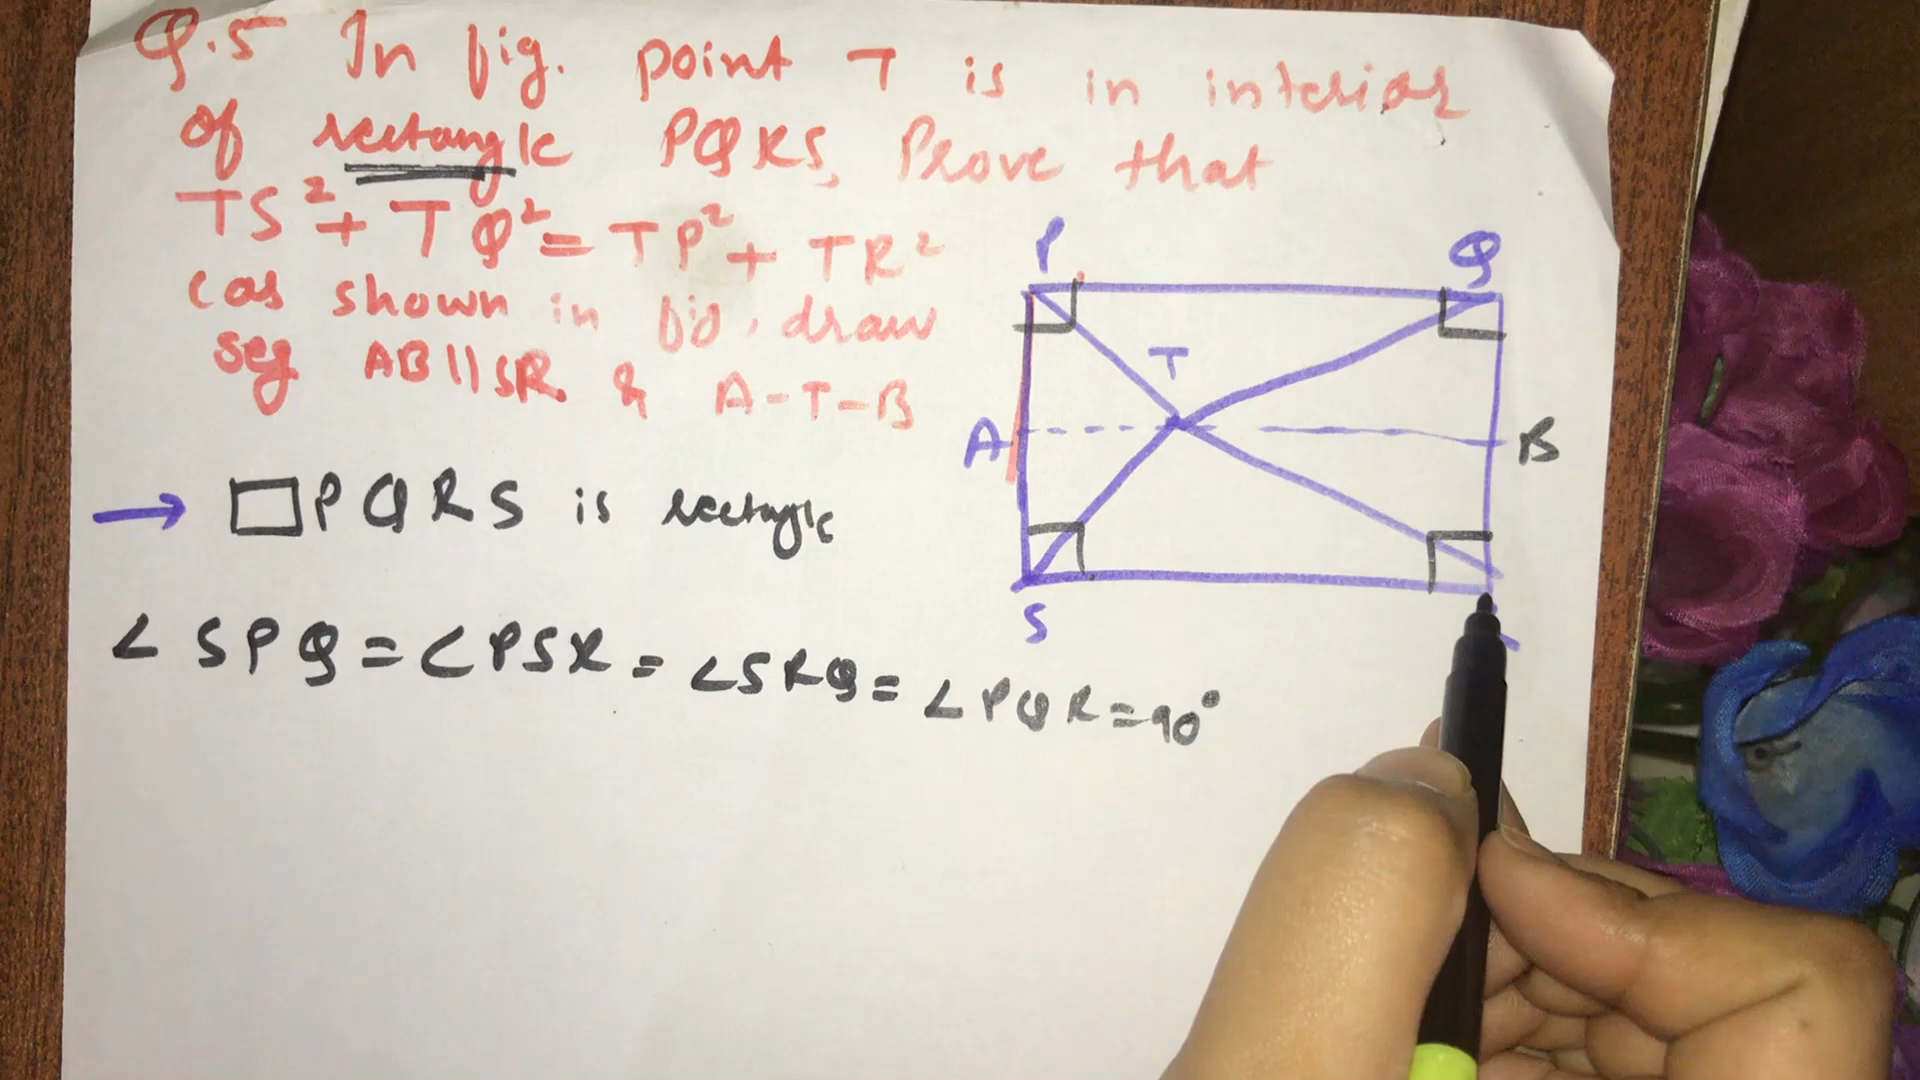 Q.5 In fig. point T is in interior
of rectangle PQRS, Prove that
TS²+ TQ²= TP²+ TR²
(as shown in fig. draw
seg AB||SR & A-T-B
P
Q
T
A
B
S
→ □PQRS is rectangle
∠SPQ=∠PSR=∠SRQ=∠PQR=90°